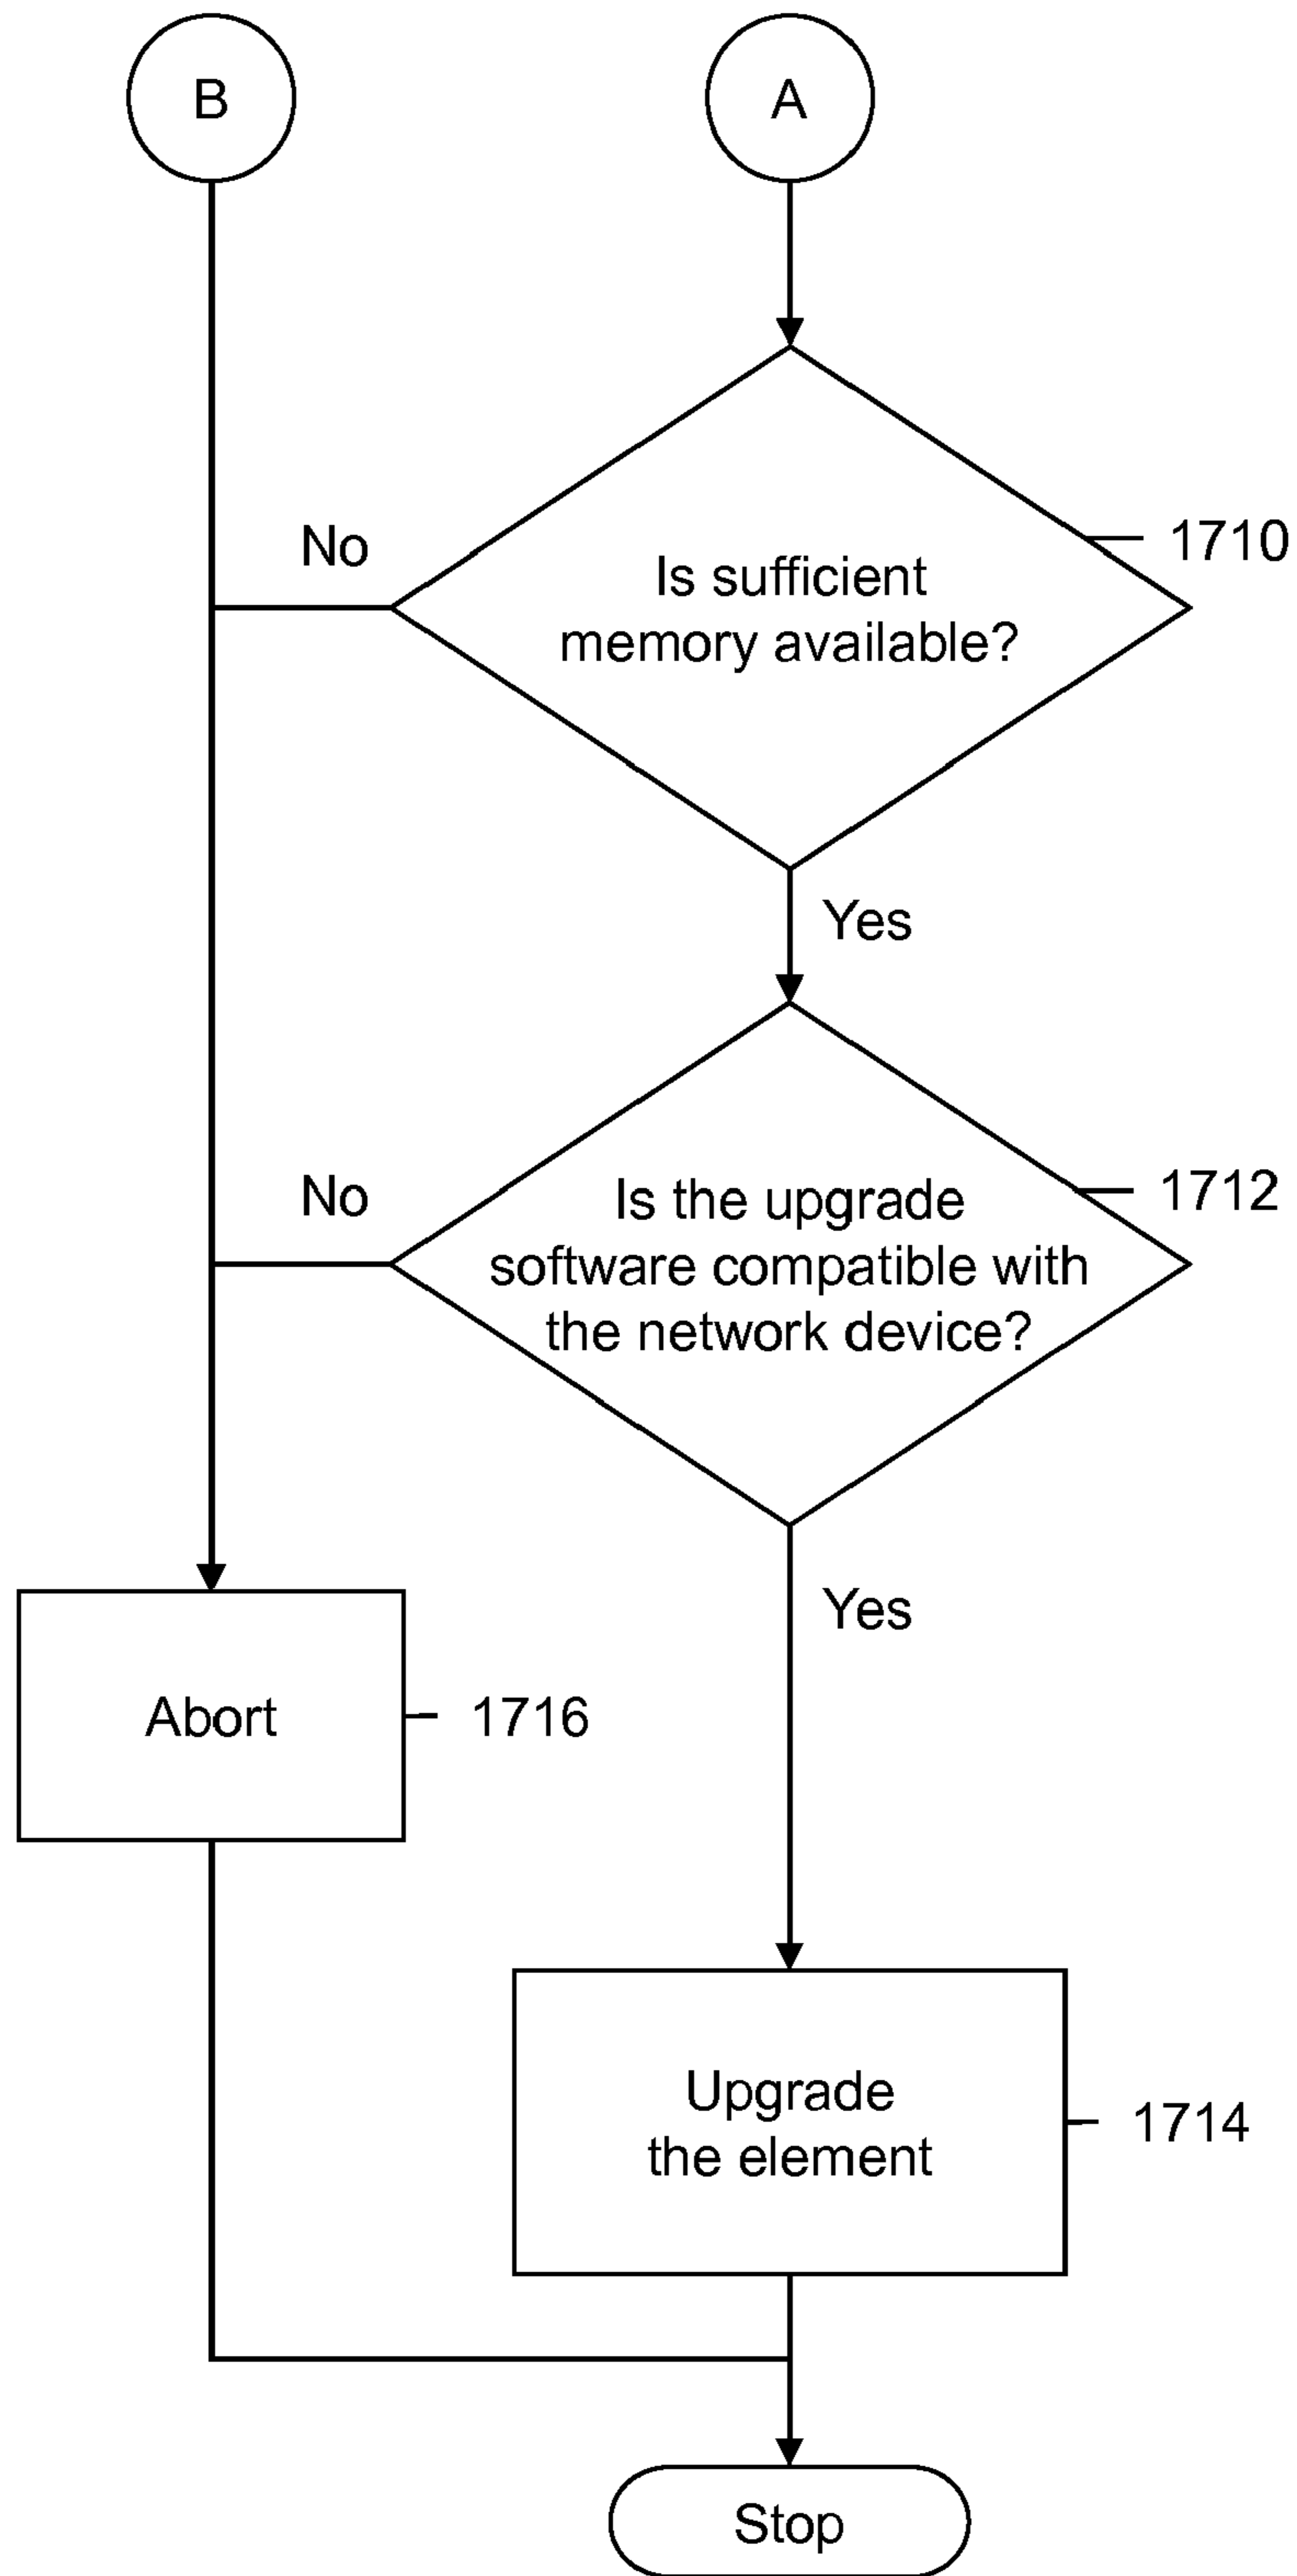 B
A
No
Is sufficient
memory available?
1710
Yes
No
Is the upgrade
software compatible with
the network device?
1712
Yes
Abort
1716
Upgrade
the element
1714
Stop